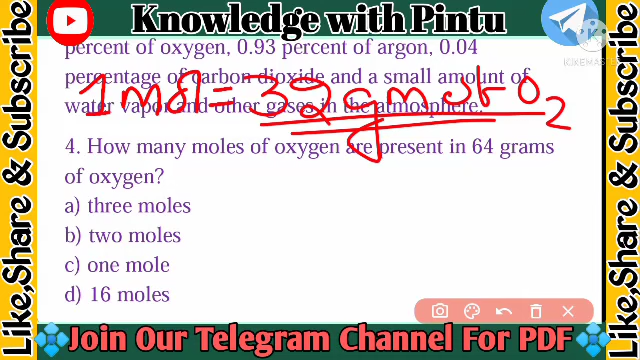 Knowledge with Pintu
percent of oxygen, 0.93 percent of argon, 0.04
percentage of carbon dioxide and a small amount of
water vapor and other gases in the atmosphere.
1 mol = 32 gm of O2
4. How many moles of oxygen are present in 64 grams
of oxygen?
a) three moles
b) two moles
c) one mole
d) 16 moles
Like,Share & Subscribe
Like,Share & Subscribe
KINEMASTER
Join Our Telegram Channel For PDF